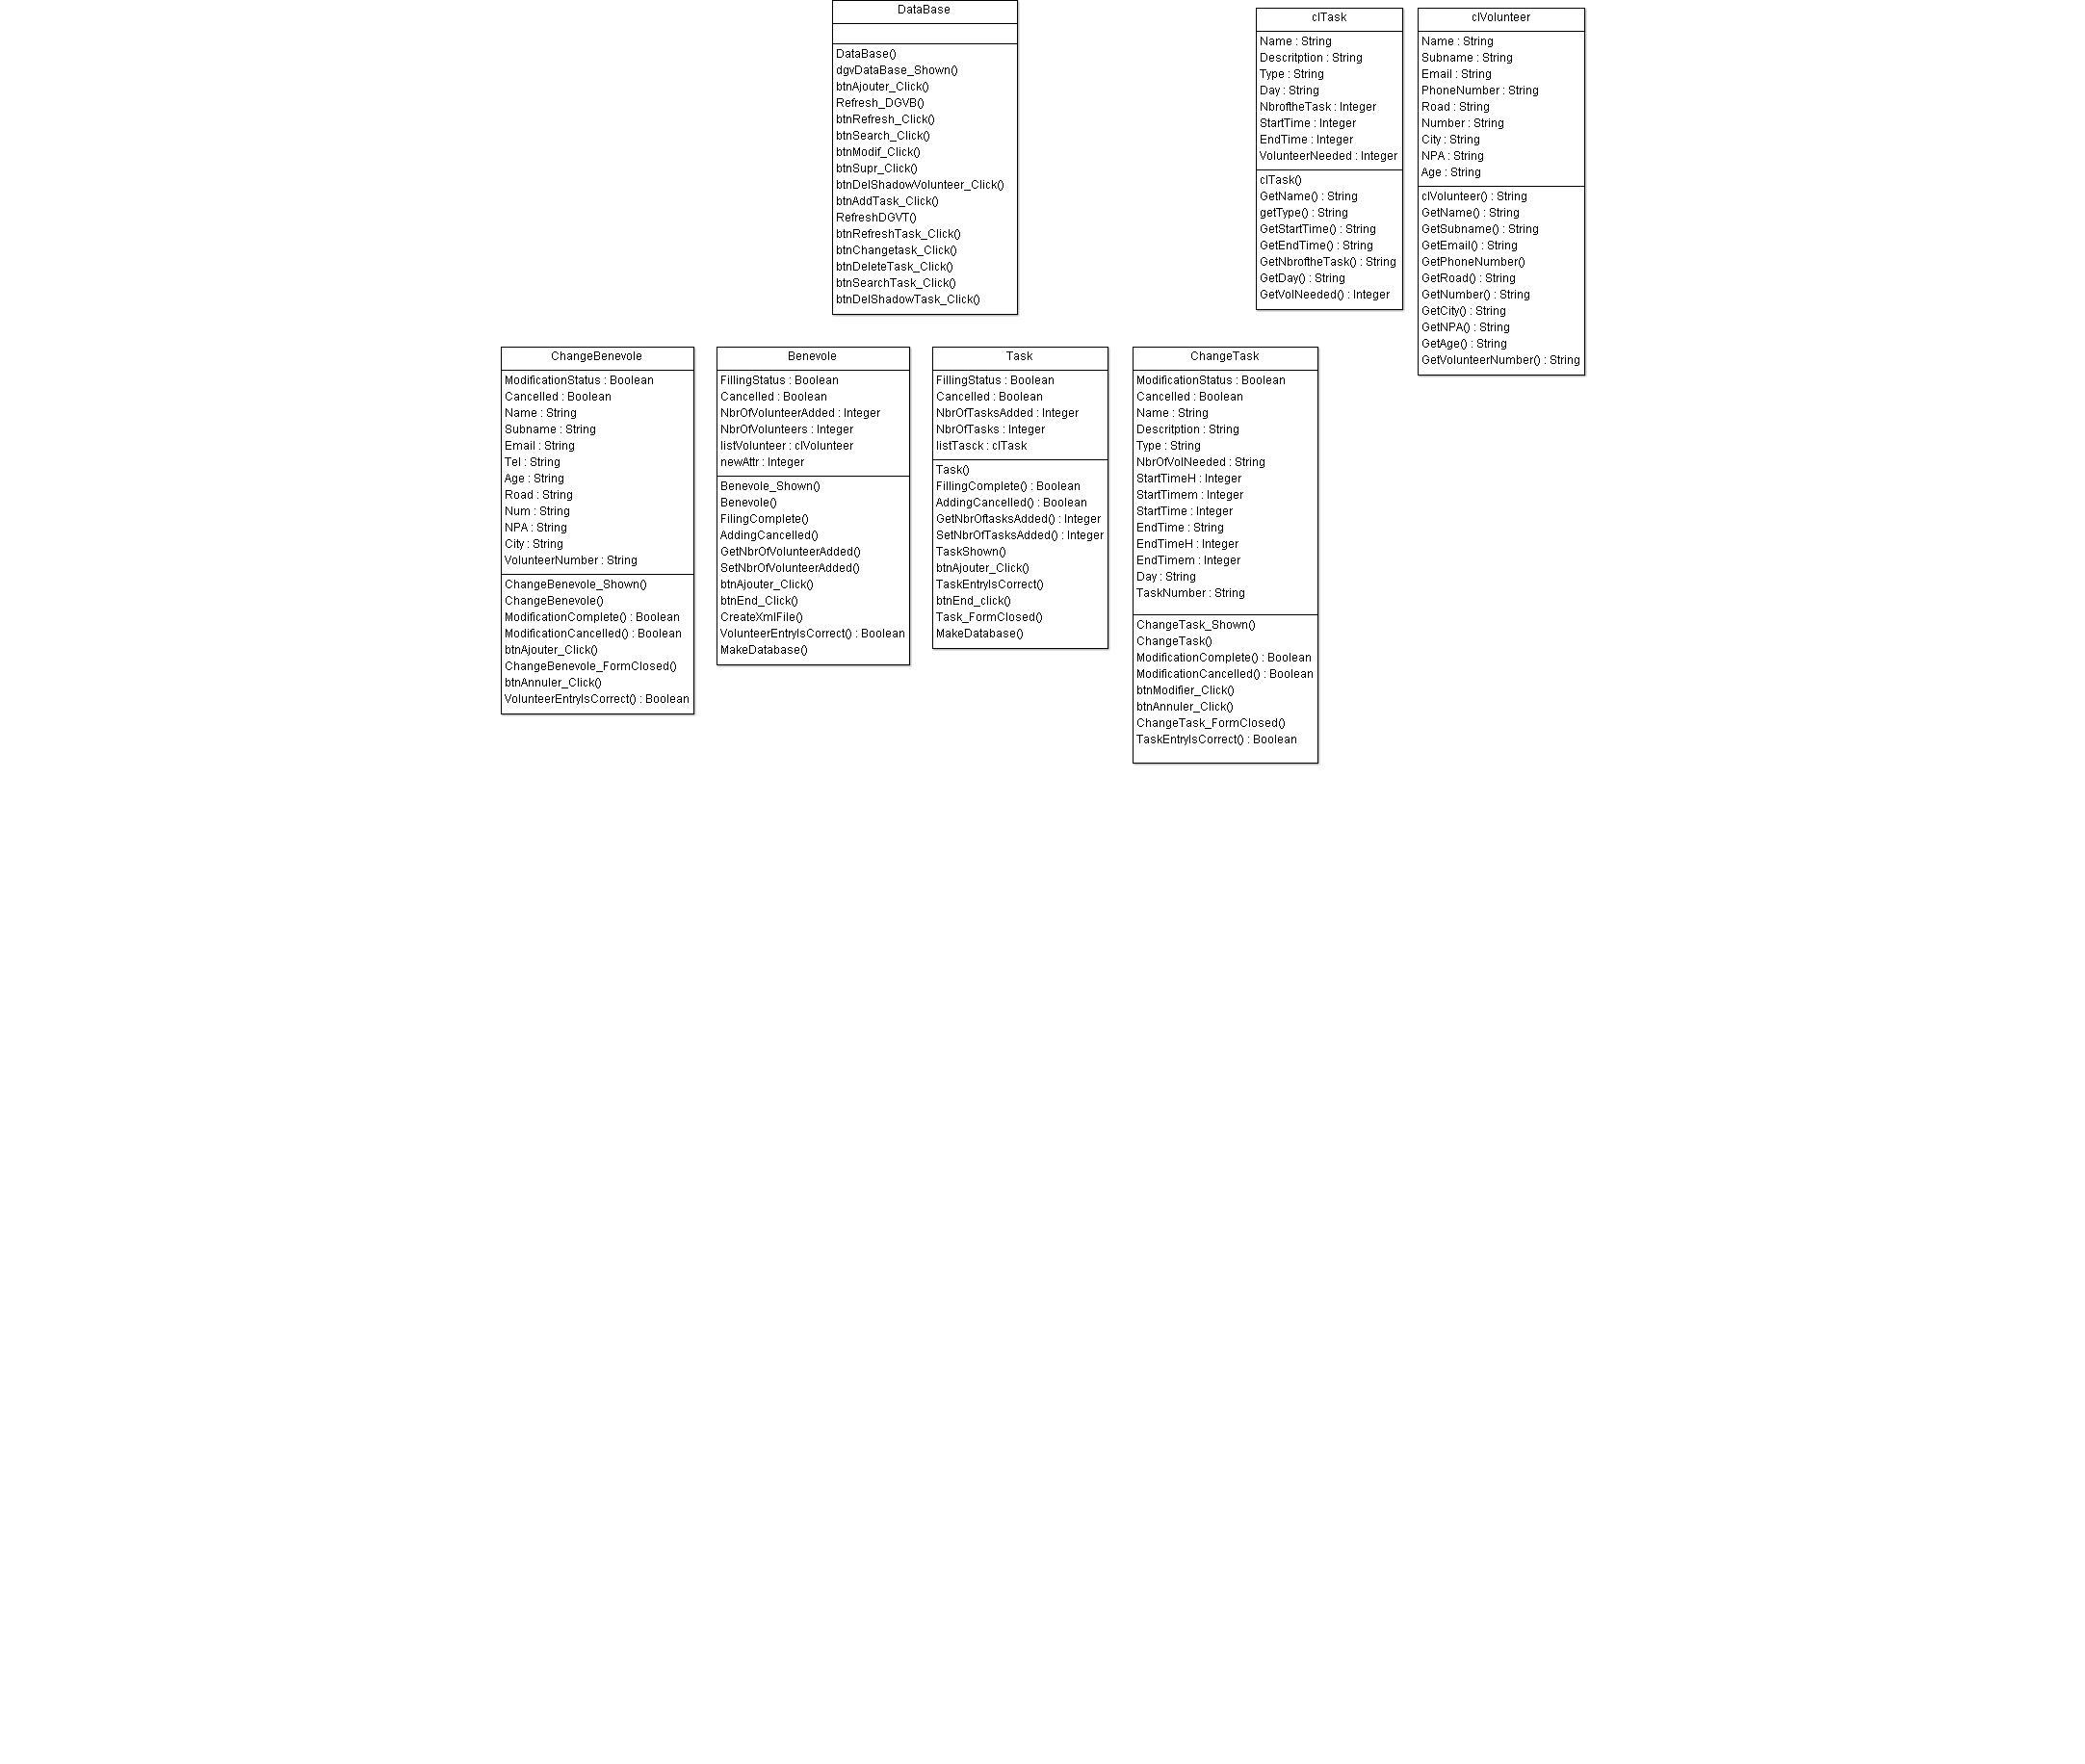 DataBase
DataBase()
dgvDataBase_Shown()
btnAjouter_Click()
Refresh_DGVB()
btnRefresh_Click()
btnSearch_Click()
btnModif_Click()
btnSupr_Click()
btnDelShadowVolunteer_Click()
btnAddTask_Click()
RefreshDGVT()
btnRefreshTask_Click()
btnChangetask_Click()
btnDeleteTask_Click()
btnSearchTask_Click()
btnDelShadowTask_Click()
clTask
Name : String
Descritption : String
Type : String
Day : String
NbroftheTask : Integer
StartTime : Integer
EndTime : Integer
VolunteerNeeded : Integer
clTask()
GetName() : String
getType() : String
GetStartTime() : String
GetEndTime() : String
GetNbroftheTask() : String
GetDay() : String
GetVolNeeded() : Integer
clVolunteer
Name : String
Subname : String
Email : String
PhoneNumber : String
Road : String
Number : String
City : String
NPA : String
Age : String
clVolunteer() : String
GetName() : String
GetSubname() : String
GetEmail() : String
GetPhoneNumber()
GetRoad() : String
GetNumber() : String
GetCity() : String
GetNPA() : String
GetAge() : String
GetVolunteerNumber() : String
ChangeBenevole
ModificationStatus : Boolean
Cancelled : Boolean
Name : String
Subname : String
Email : String
Tel : String
Age : String
Road : String
Num : String
NPA : String
City : String
VolunteerNumber : String
ChangeBenevole_Shown()
ChangeBenevole()
ModificationComplete() : Boolean
ModificationCancelled() : Boolean
btnAjouter_Click()
ChangeBenevole_FormClosed()
btnAnnuler_Click()
VolunteerEntryIsCorrect() : Boolean
Benevole
FillingStatus : Boolean
Cancelled : Boolean
NbrOfVolunteerAdded : Integer
NbrOfVolunteers : Integer
listVolunteer : clVolunteer
newAttr : Integer
Benevole_Shown()
Benevole()
FilingComplete()
AddingCancelled()
GetNbrOfVolunteerAdded()
SetNbrOfVolunteerAdded()
btnAjouter_Click()
btnEnd_Click()
CreateXmlFile()
VolunteerEntryIsCorrect() : Boolean
MakeDatabase()
Task
FillingStatus : Boolean
Cancelled : Boolean
NbrOfTasksAdded : Integer
NbrOfTasks : Integer
listTasck : clTask
Task()
FillingComplete() : Boolean
AddingCancelled() : Boolean
GetNbrOftasksAdded() : Integer
SetNbrOfTasksAdded() : Integer
TaskShown()
btnAjouter_Click()
TaskEntryIsCorrect()
btnEnd_click()
Task_FormClosed()
MakeDatabase()
ChangeTask
ModificationStatus : Boolean
Cancelled : Boolean
Name : String
Descritption : String
Type : String
NbrOfVolNeeded : String
StartTimeH : Integer
StartTimem : Integer
StartTime : Integer
EndTime : String
EndTimeH : Integer
EndTimem : Integer
Day : String
TaskNumber : String
ChangeTask_Shown()
ChangeTask()
ModificationComplete() : Boolean
ModificationCancelled() : Boolean
btnModifier_Click()
btnAnnuler_Click()
ChangeTask_FormClosed()
TaskEntryIsCorrect() : Boolean